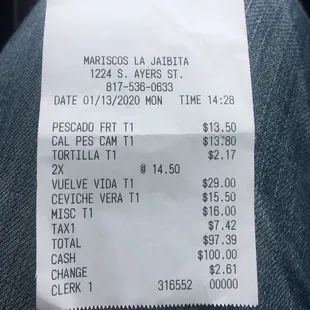 MARISCOS LA JAIBITA
1224 S. AYERS ST.
817-536-0633
DATE 01/13/2020 MON TIME 14:28
PESCADO FRT T1 $13.50
CAL PES CAM T1 $13.80
TORTILLA T1 $2.17
2X @ 14.50
VUELVE VIDA T1 $29.00
CEVICHE VERA T1 $15.50
MISC T1 $16.00
TAX1 $7.42
TOTAL $97.39
CASH $100.00
CHANGE $2.61
CLERK 1 316552 00000